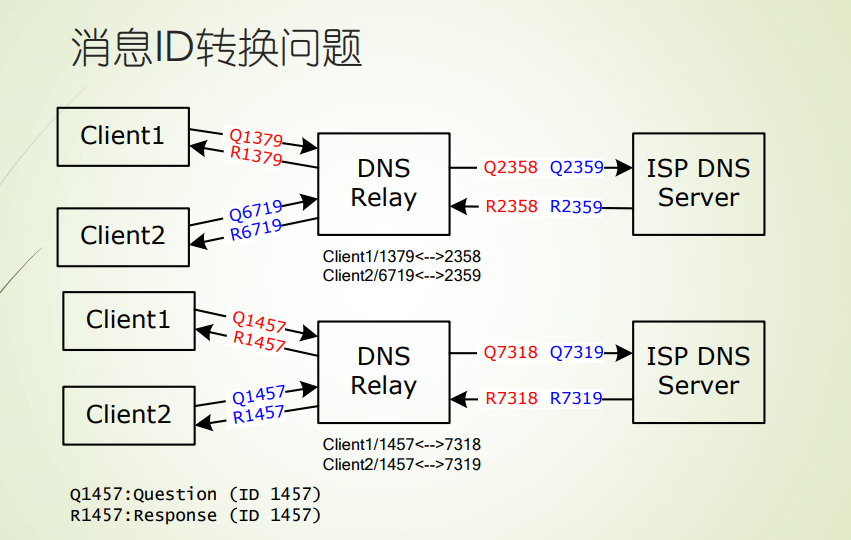 消息ID转换问题
Client1
Q1379
R1379
Client2
Q6719
R6719
DNS
Relay
Q2358 Q2359
R2358 R2359
ISP DNS
Server
Client1/1379<-->2358
Client2/6719<-->2359
Client1
Q1457
R1457
Client2
Q1457
R1457
DNS
Relay
Q7318 Q7319
R7318 R7319
ISP DNS
Server
Client1/1457<-->7318
Client2/1457<-->7319
Q1457:Question (ID 1457)
R1457:Response (ID 1457)